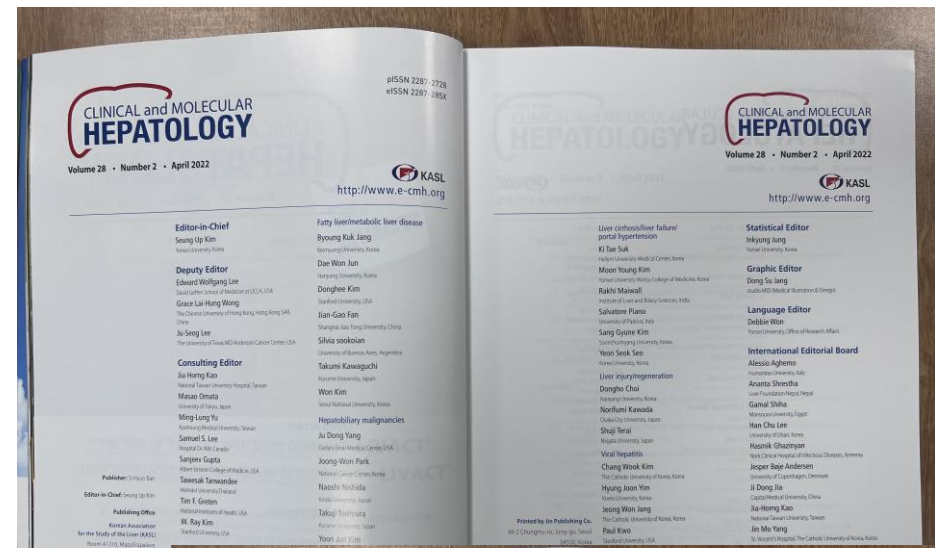 pISSN 2287-2728
eISSN 2287-285X
CLINICAL and MOLECULAR
HEPATOLOGY
Volume 28 • Number 2 • April 2022
KASL
http://www.e-cmh.org
Editor-in-Chief
Seung Up Kim
Yonsei University, Korea
Deputy Editor
Edward Wolfgang Lee
David Geffen School of Medicine at UCLA, USA
Grace Lai-Hung Wong
The Chinese University of Hong Kong, Hong Kong SAR,
China
Ju-Seog Lee
The University of Texas MD Anderson Cancer Center, USA
Consulting Editor
Jia Horng Kao
National Taiwan University Hospital, Taiwan
Masao Omata
University of Tokyo, Japan
Ming-Lung Yu
Kaohsiung Medical University, Taiwan
Samuel S. Lee
Hospital Dr. NW, Canada
Sanjeev Gupta
Albert Einstein College of Medicine, USA
Tawesak Tanwandee
Mahidol University, Thailand
Tim F. Greten
National Institutes of Health, USA
W. Ray Kim
Stanford University, USA
Fatty liver/metabolic liver disease
Byoung Kuk Jang
Keimyung University, Korea
Dae Won Jun
Hanyang University, Korea
Donghee Kim
Stanford University, USA
Jian-Gao Fan
Shanghai Jiao Tong University, China
Silvia sookoian
University of Buenos Aires, Argentina
Takumi Kawaguchi
Kurume University, Japan
Won Kim
Seoul National University, Korea
Hepatobiliary malignancies
Ju Dong Yang
Cedars Sinai Medical Center, USA
Joong-Won Park
National Cancer Center, Korea
Naoshi Nishida
Kindai University, Japan
Takuji Torimura
Kurume University, Japan
Yoon Jun Kim
Publisher:
Editor-in-Chief: Seung Up Kim
Publishing Office
Korean Association
for the Study of the Liver (KASL)
CLINICAL and MOLECULAR
HEPATOLOGY
Volume 28 • Number 2 • April 2022
KASL
http://www.e-cmh.org
Liver cirrhosis/liver failure/
portal hypertension
Ki Tae Suk
Hallym University Medical Center, Korea
Moon Young Kim
Yonsei University Wonju College of Medicine, Korea
Rakhi Maiwall
Institute of Liver and Biliary Sciences, India
Salvatore Piano
University of Padova, Italy
Sang Gyune Kim
Soonchunhyang University, Korea
Yeon Seok Seo
Korea University, Korea
Liver injury/regeneration
Dongho Choi
Hanyang University, Korea
Norifumi Kawada
Osaka City University, Japan
Shuji Terai
Niigata University, Japan
Viral hepatitis
Chang Wook Kim
The Catholic University of Korea, Korea
Hyung Joon Yim
Korea University, Korea
Jeong Won Jang
The Catholic University of Korea, Korea
Paul Kwo
Stanford University, USA
Statistical Editor
Inkyung Jung
Yonsei University, Korea
Graphic Editor
Dong Su Jang
studio MID (Medical Illustration & Design)
Language Editor
Debbie Won
Yonsei University, Office of Research Affairs
International Editorial Board
Alessio Aghemo
Humanitas University, Italy
Ananta Shrestha
Liver Foundation Nepal, Nepal
Gamal Shiha
Mansoura University, Egypt
Han Chu Lee
University of Ulsan, Korea
Hasmik Ghazinyan
Nork Clinical Hospital of Infectious Diseases, Armenia
Jesper Bøje Andersen
University of Copenhagen, Denmark
Ji Dong Jia
Capital Medical University, China
Jia-Horng Kao
National Taiwan University, Taiwan
Jin Mo Yang
St. Vincent's Hospital, The Catholic University of Korea, Korea
Printed by Jin Publishing Co.